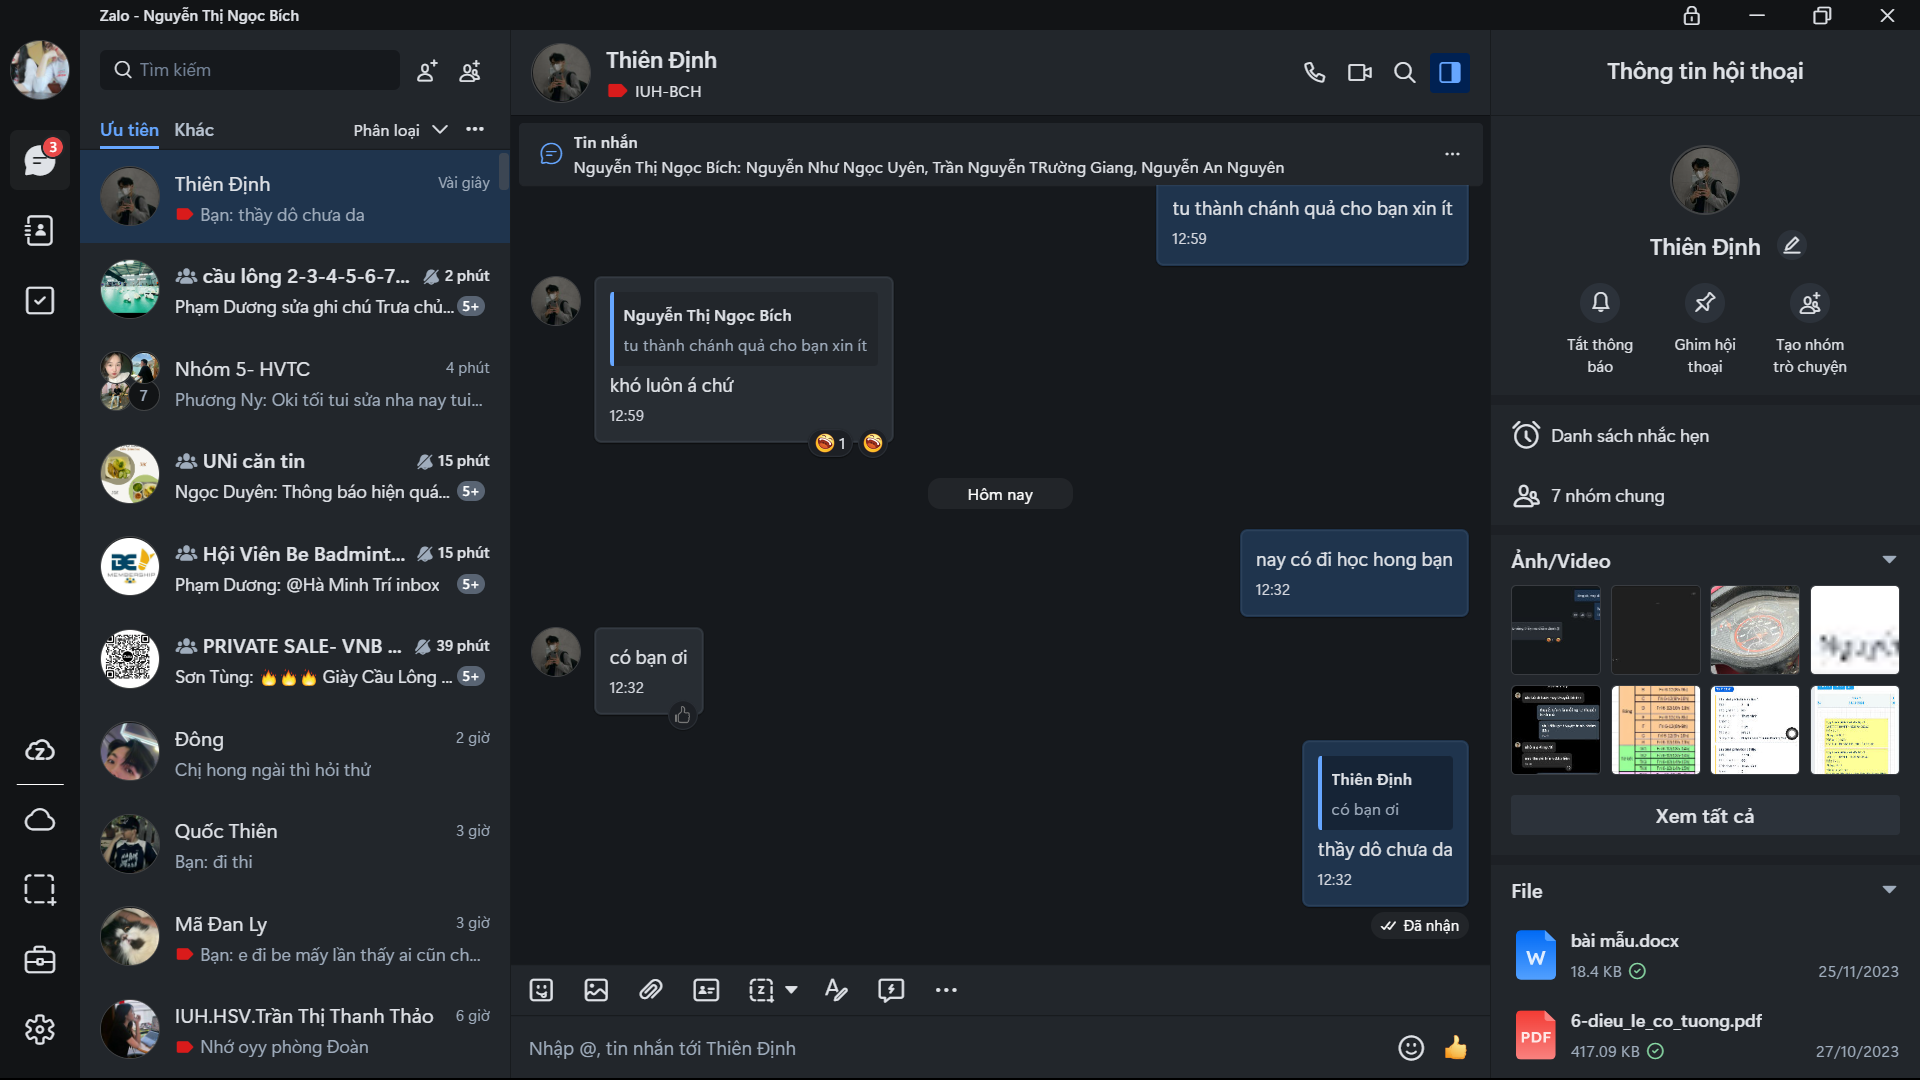 Zalo - Nguyễn Thị Ngọc Bích
3
Tìm kiếm
Ưu tiên
Khác
Phân loại
Thiên Định
Vài giây
Bạn: thầy dô chưa da
cầu lông 2-3-4-5-6-7...
2 phút
Phạm Dương sửa ghi chú Trưa chủ...
5+
Nhóm 5- HVTC
4 phút
7
Phương Ny: Oki tối tui sửa nha nay tui...
UNi căn tin
15 phút
Ngọc Duyên: Thông báo hiện quá...
5+
Hội Viên Be Badmint...
15 phút
Phạm Dương: @Hà Minh Trí inbox
5+
PRIVATE SALE- VNB ...
39 phút
Sơn Tùng: 🔥🔥🔥 Giày Cầu Lông ...
5+
Đông
2 giờ
Chị hong ngài thì hỏi thử
Quốc Thiên
3 giờ
Bạn: đi thi
Mã Đan Ly
3 giờ
Bạn: e đi be mấy lần thấy ai cũn ch...
IUH.HSV.Trần Thị Thanh Thảo
6 giờ
Nhớ oyy phòng Đoàn
Thiên Định
IUH-BCH
Tin nhắn
Nguyễn Thị Ngọc Bích: Nguyễn Như Ngọc Uyên, Trần Nguyễn TRường Giang, Nguyễn An Nguyên
tu thành chánh quả cho bạn xin ít
12:59
Nguyễn Thị Ngọc Bích
tu thành chánh quả cho bạn xin ít
khó luôn á chứ
12:59
1
Hôm nay
nay có đi học hong bạn
12:32
có bạn ơi
12:32
Thiên Định
có bạn ơi
thầy dô chưa da
12:32
Đã nhận
Nhập @, tin nhắn tới Thiên Định
Thông tin hội thoại
Thiên Định
Tắt thông báo
Ghim hội thoại
Tạo nhóm trò chuyện
Danh sách nhắc hẹn
7 nhóm chung
Ảnh/Video
Xem tất cả
File
W
bài mẫu.docx
18.4 KB
25/11/2023
PDF
6-dieu_le_co_tuong.pdf
417.09 KB
27/10/2023